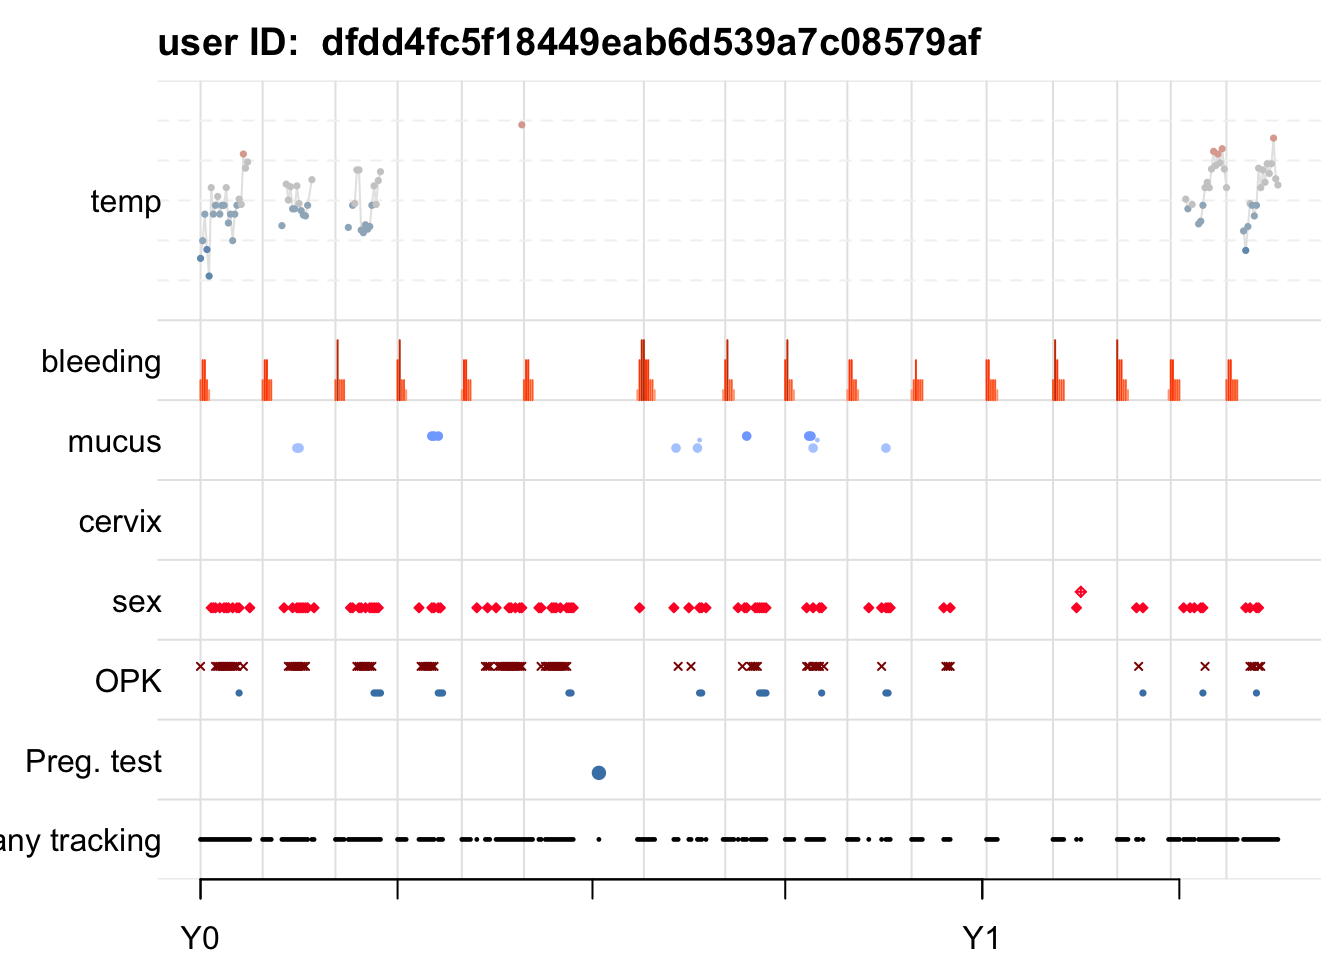 user ID:  dfdd4fc5f18449eab6d539a7c08579af
temp
bleeding
mucus
cervix
sex
OPK
Preg. test
any tracking
Y0 Y1